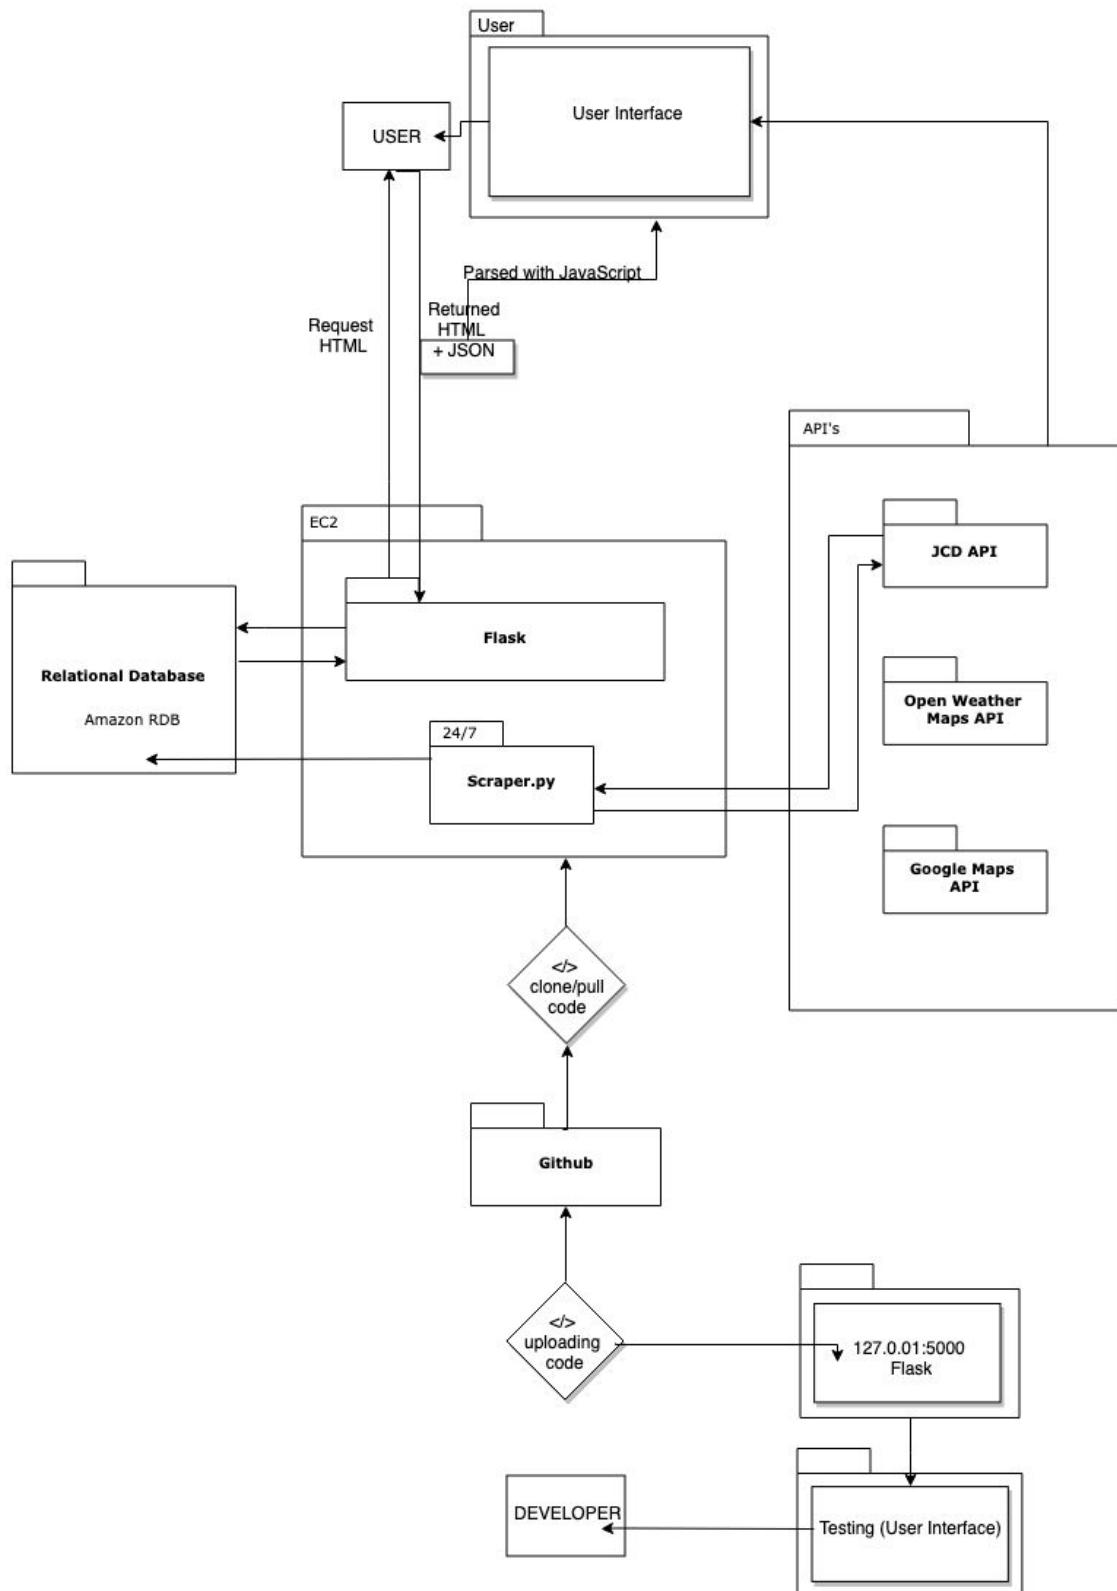 User
User Interface
USER
Parsed with JavaScript
Request
HTML
Returned
HTML
+ JSON
API's
EC2
JCD API
Flask
Relational Database
Amazon RDB
Open Weather
Maps API
24/7
Scraper.py
Google Maps
API
</>
clone/pull
code
Github
</>
uploading
code
127.0.01:5000
Flask
DEVELOPER
Testing (User Interface)